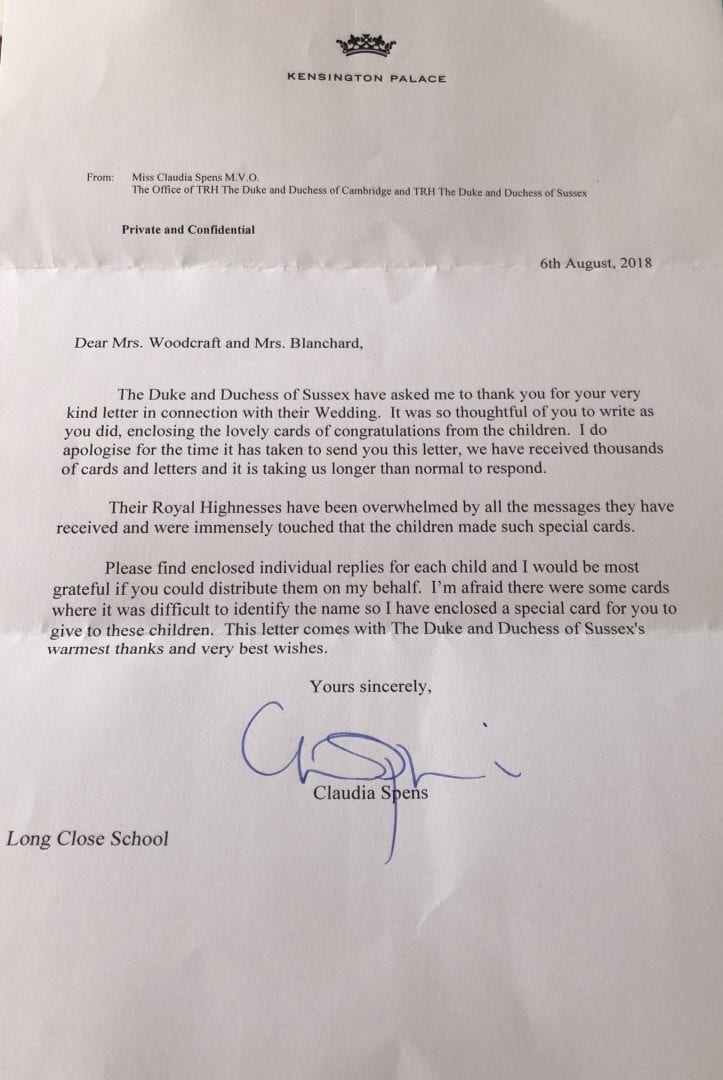 KENSINGTON PALACE
From: Miss Claudia Spens M.V.O.
The Office of TRH The Duke and Duchess of Cambridge and TRH The Duke and Duchess of Sussex
Private and Confidential
6th August, 2018
Dear Mrs. Woodcraft and Mrs. Blanchard,
The Duke and Duchess of Sussex have asked me to thank you for your very
kind letter in connection with their Wedding. It was so thoughtful of you to write as
you did, enclosing the lovely cards of congratulations from the children. I do
apologise for the time it has taken to send you this letter, we have received thousands
of cards and letters and it is taking us longer than normal to respond.
Their Royal Highnesses have been overwhelmed by all the messages they have
received and were immensely touched that the children made such special cards.
Please find enclosed individual replies for each child and I would be most
grateful if you could distribute them on my behalf. I'm afraid there were some cards
where it was difficult to identify the name so I have enclosed a special card for you to
give to these children. This letter comes with The Duke and Duchess of Sussex's
warmest thanks and very best wishes.
Yours sincerely,
Claudia Spens
Long Close School